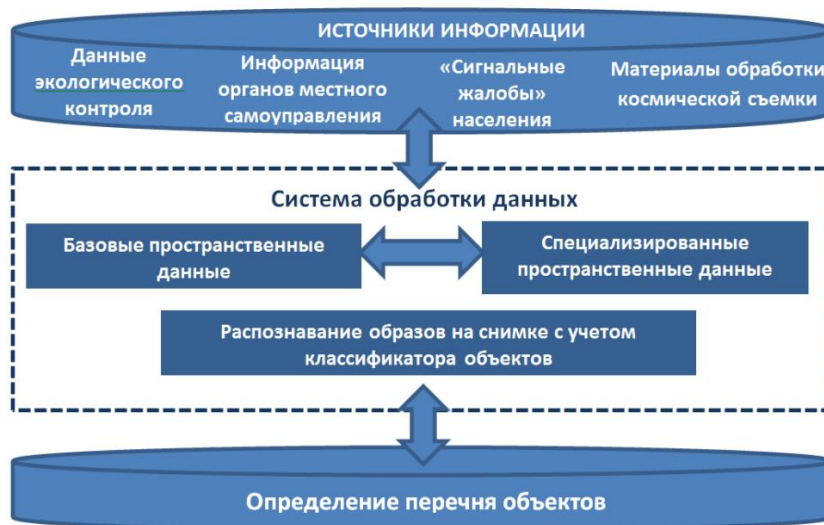 ИСТОЧНИКИ ИНФОРМАЦИИ
Данные
экологического
контроля
Информация
органов местного
самоуправления
«Сигнальные
жалобы»
населения
Материалы обработки
космической съемки
Система обработки данных
Базовые пространственные
данные
Специализированные
пространственные данные
Распознавание образов на снимке с учетом
классификатора объектов
Определение перечня объектов